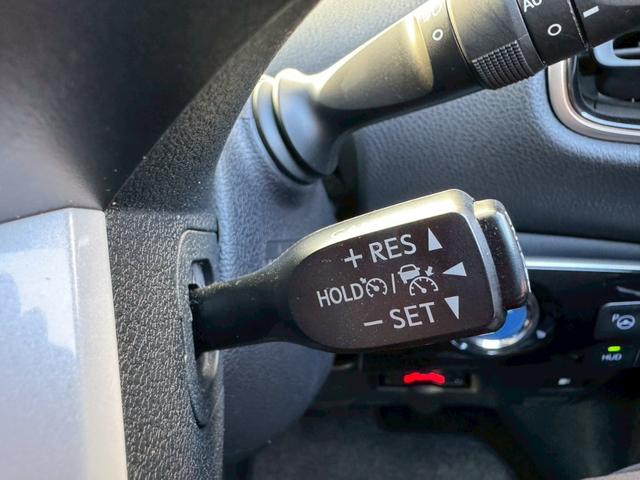 + RES
HOLD /
− SET
HUD